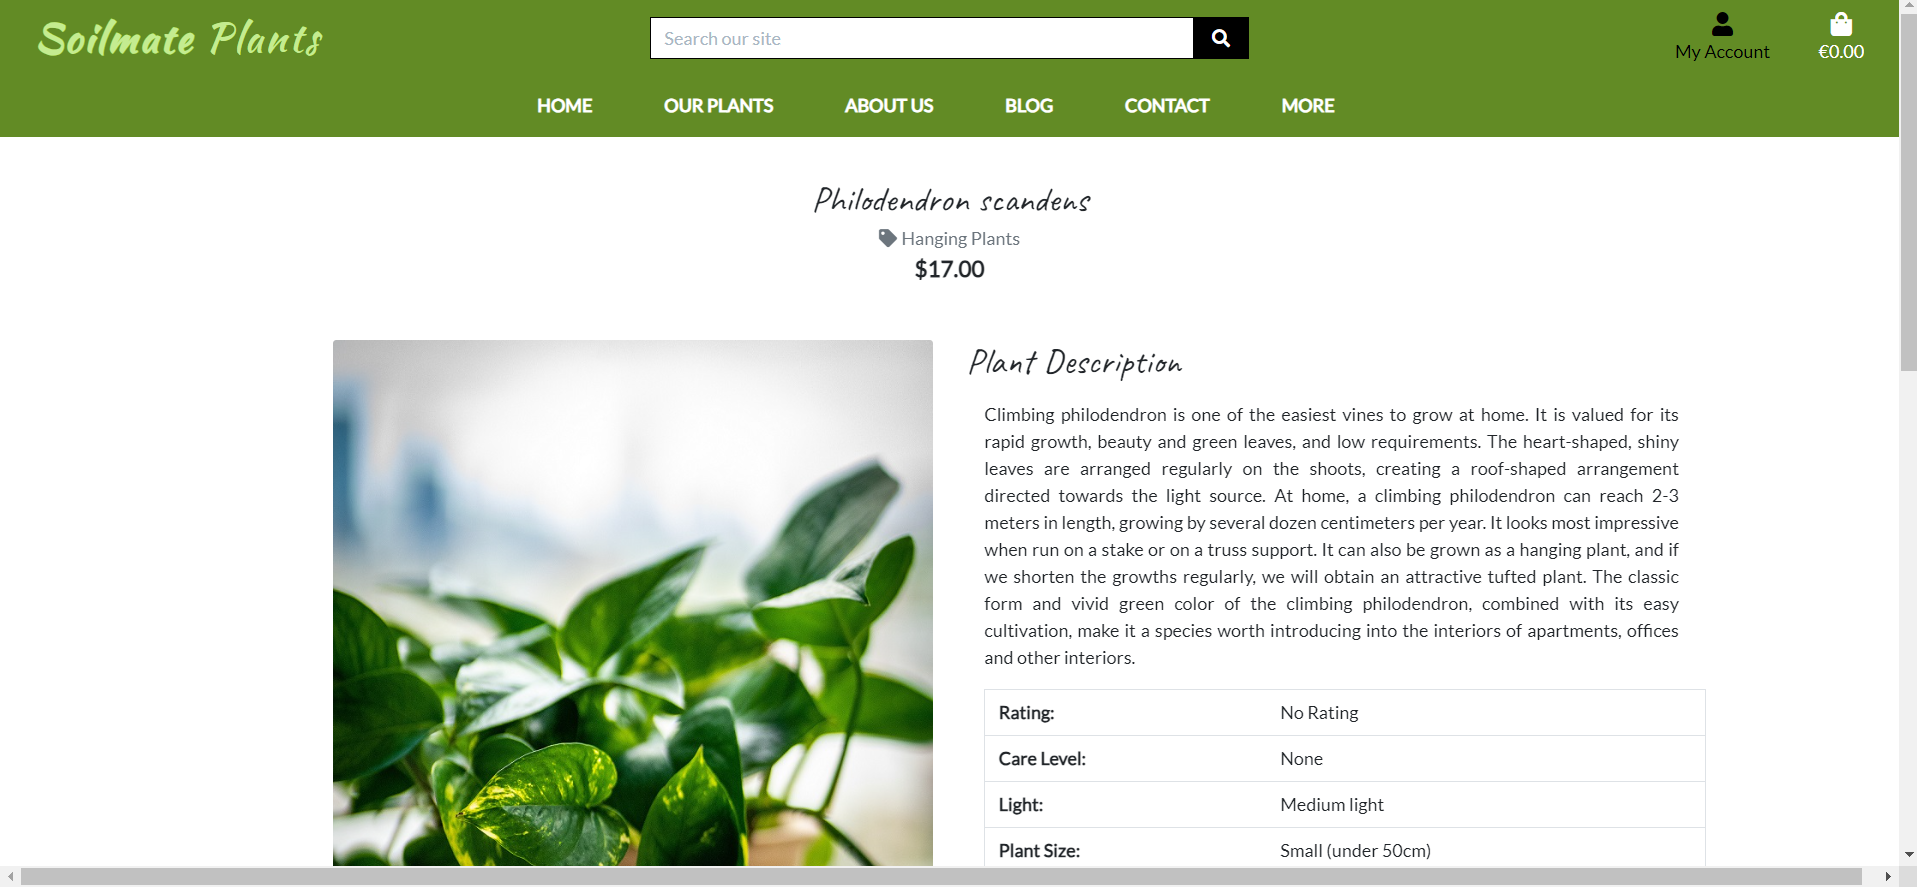 Soilmate Plants
Search our site
My Account
€0.00
HOME
OUR PLANTS
ABOUT US
BLOG
CONTACT
MORE
Philodendron scandens
Hanging Plants
$17.00
Plant Description
Climbing philodendron is one of the easiest vines to grow at home. It is valued for its
rapid growth, beauty and green leaves, and low requirements. The heart-shaped, shiny
leaves are arranged regularly on the shoots, creating a roof-shaped arrangement
directed towards the light source. At home, a climbing philodendron can reach 2-3
meters in length, growing by several dozen centimeters per year. It looks most impressive
when run on a stake or on a truss support. It can also be grown as a hanging plant, and if
we shorten the growths regularly, we will obtain an attractive tufted plant. The classic
form and vivid green color of the climbing philodendron, combined with its easy
cultivation, make it a species worth introducing into the interiors of apartments, offices
and other interiors.
Rating: No Rating
Care Level: None
Light: Medium light
Plant Size: Small (under 50cm)